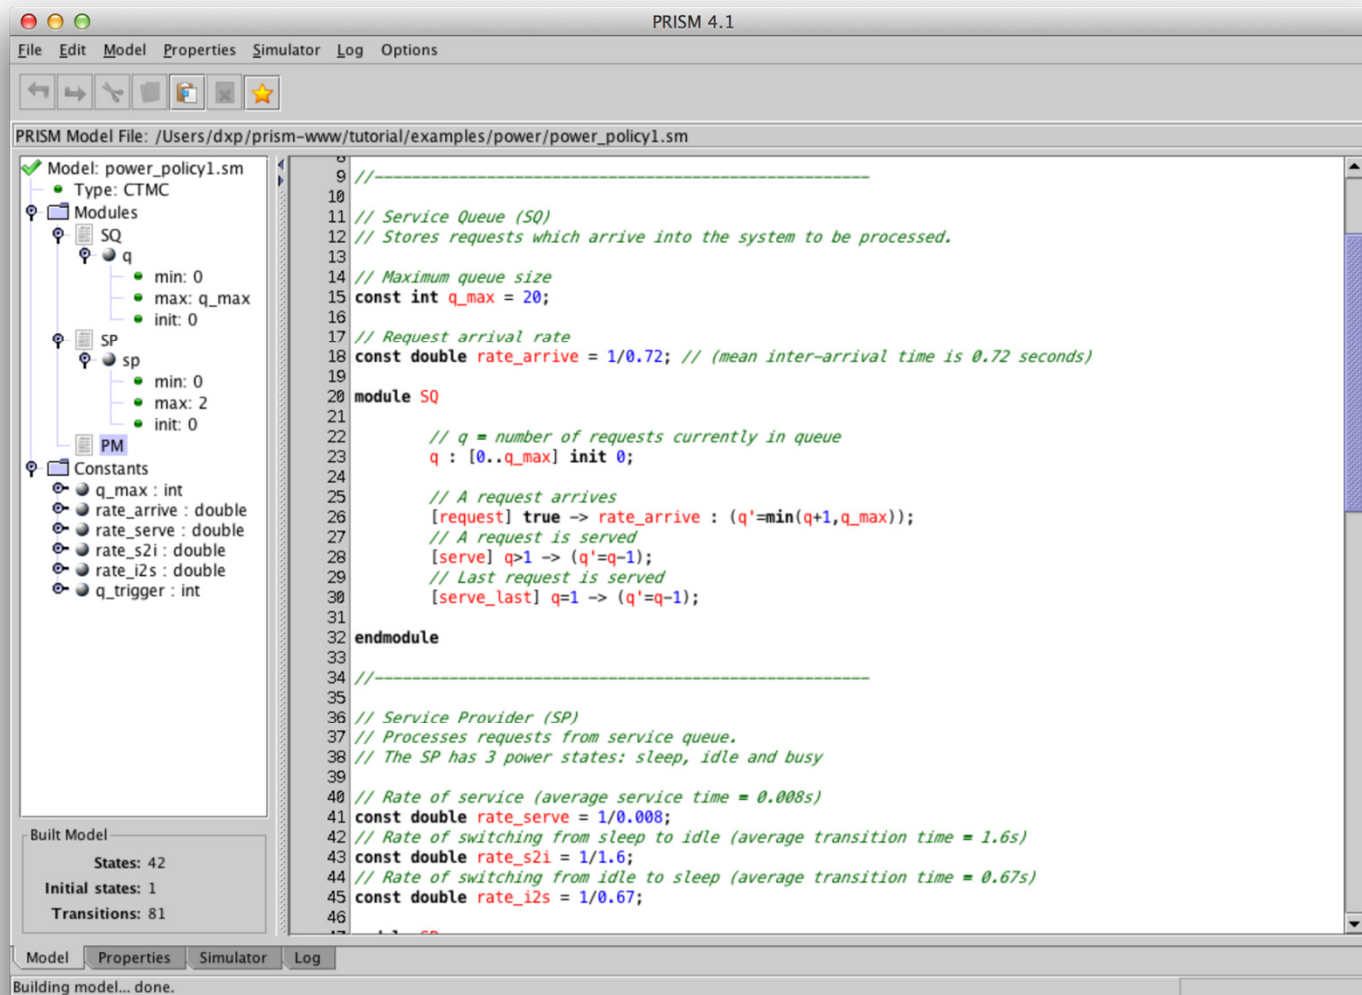 PRISM 4.1
File Edit Model Properties Simulator Log Options
PRISM Model File: /Users/dxp/prism-www/tutorial/examples/power/power_policy1.sm
Model: power_policy1.sm
Type: CTMC
Modules
SQ
q
min: 0
max: q_max
init: 0
SP
sp
min: 0
max: 2
init: 0
PM
Constants
q_max : int
rate_arrive : double
rate_serve : double
rate_s2i : double
rate_i2s : double
q_trigger : int
Built Model
States: 42
Initial states: 1
Transitions: 81
9 //-----------------------------------------------------
10
11 // Service Queue (SQ)
12 // Stores requests which arrive into the system to be processed.
13
14 // Maximum queue size
15 const int q_max = 20;
16
17 // Request arrival rate
18 const double rate_arrive = 1/0.72; // (mean inter-arrival time is 0.72 seconds)
19
20 module SQ
21
22 // q = number of requests currently in queue
23 q : [0..q_max] init 0;
24
25 // A request arrives
26 [request] true -> rate_arrive : (q'=min(q+1,q_max));
27 // A request is served
28 [serve] q>1 -> (q'=q-1);
29 // Last request is served
30 [serve_last] q=1 -> (q'=q-1);
31
32 endmodule
33
34 //-----------------------------------------------------
35
36 // Service Provider (SP)
37 // Processes requests from service queue.
38 // The SP has 3 power states: sleep, idle and busy
39
40 // Rate of service (average service time = 0.008s)
41 const double rate_serve = 1/0.008;
42 // Rate of switching from sleep to idle (average transition time = 1.6s)
43 const double rate_s2i = 1/1.6;
44 // Rate of switching from idle to sleep (average transition time = 0.67s)
45 const double rate_i2s = 1/0.67;
46
Model Properties Simulator Log
Building model... done.